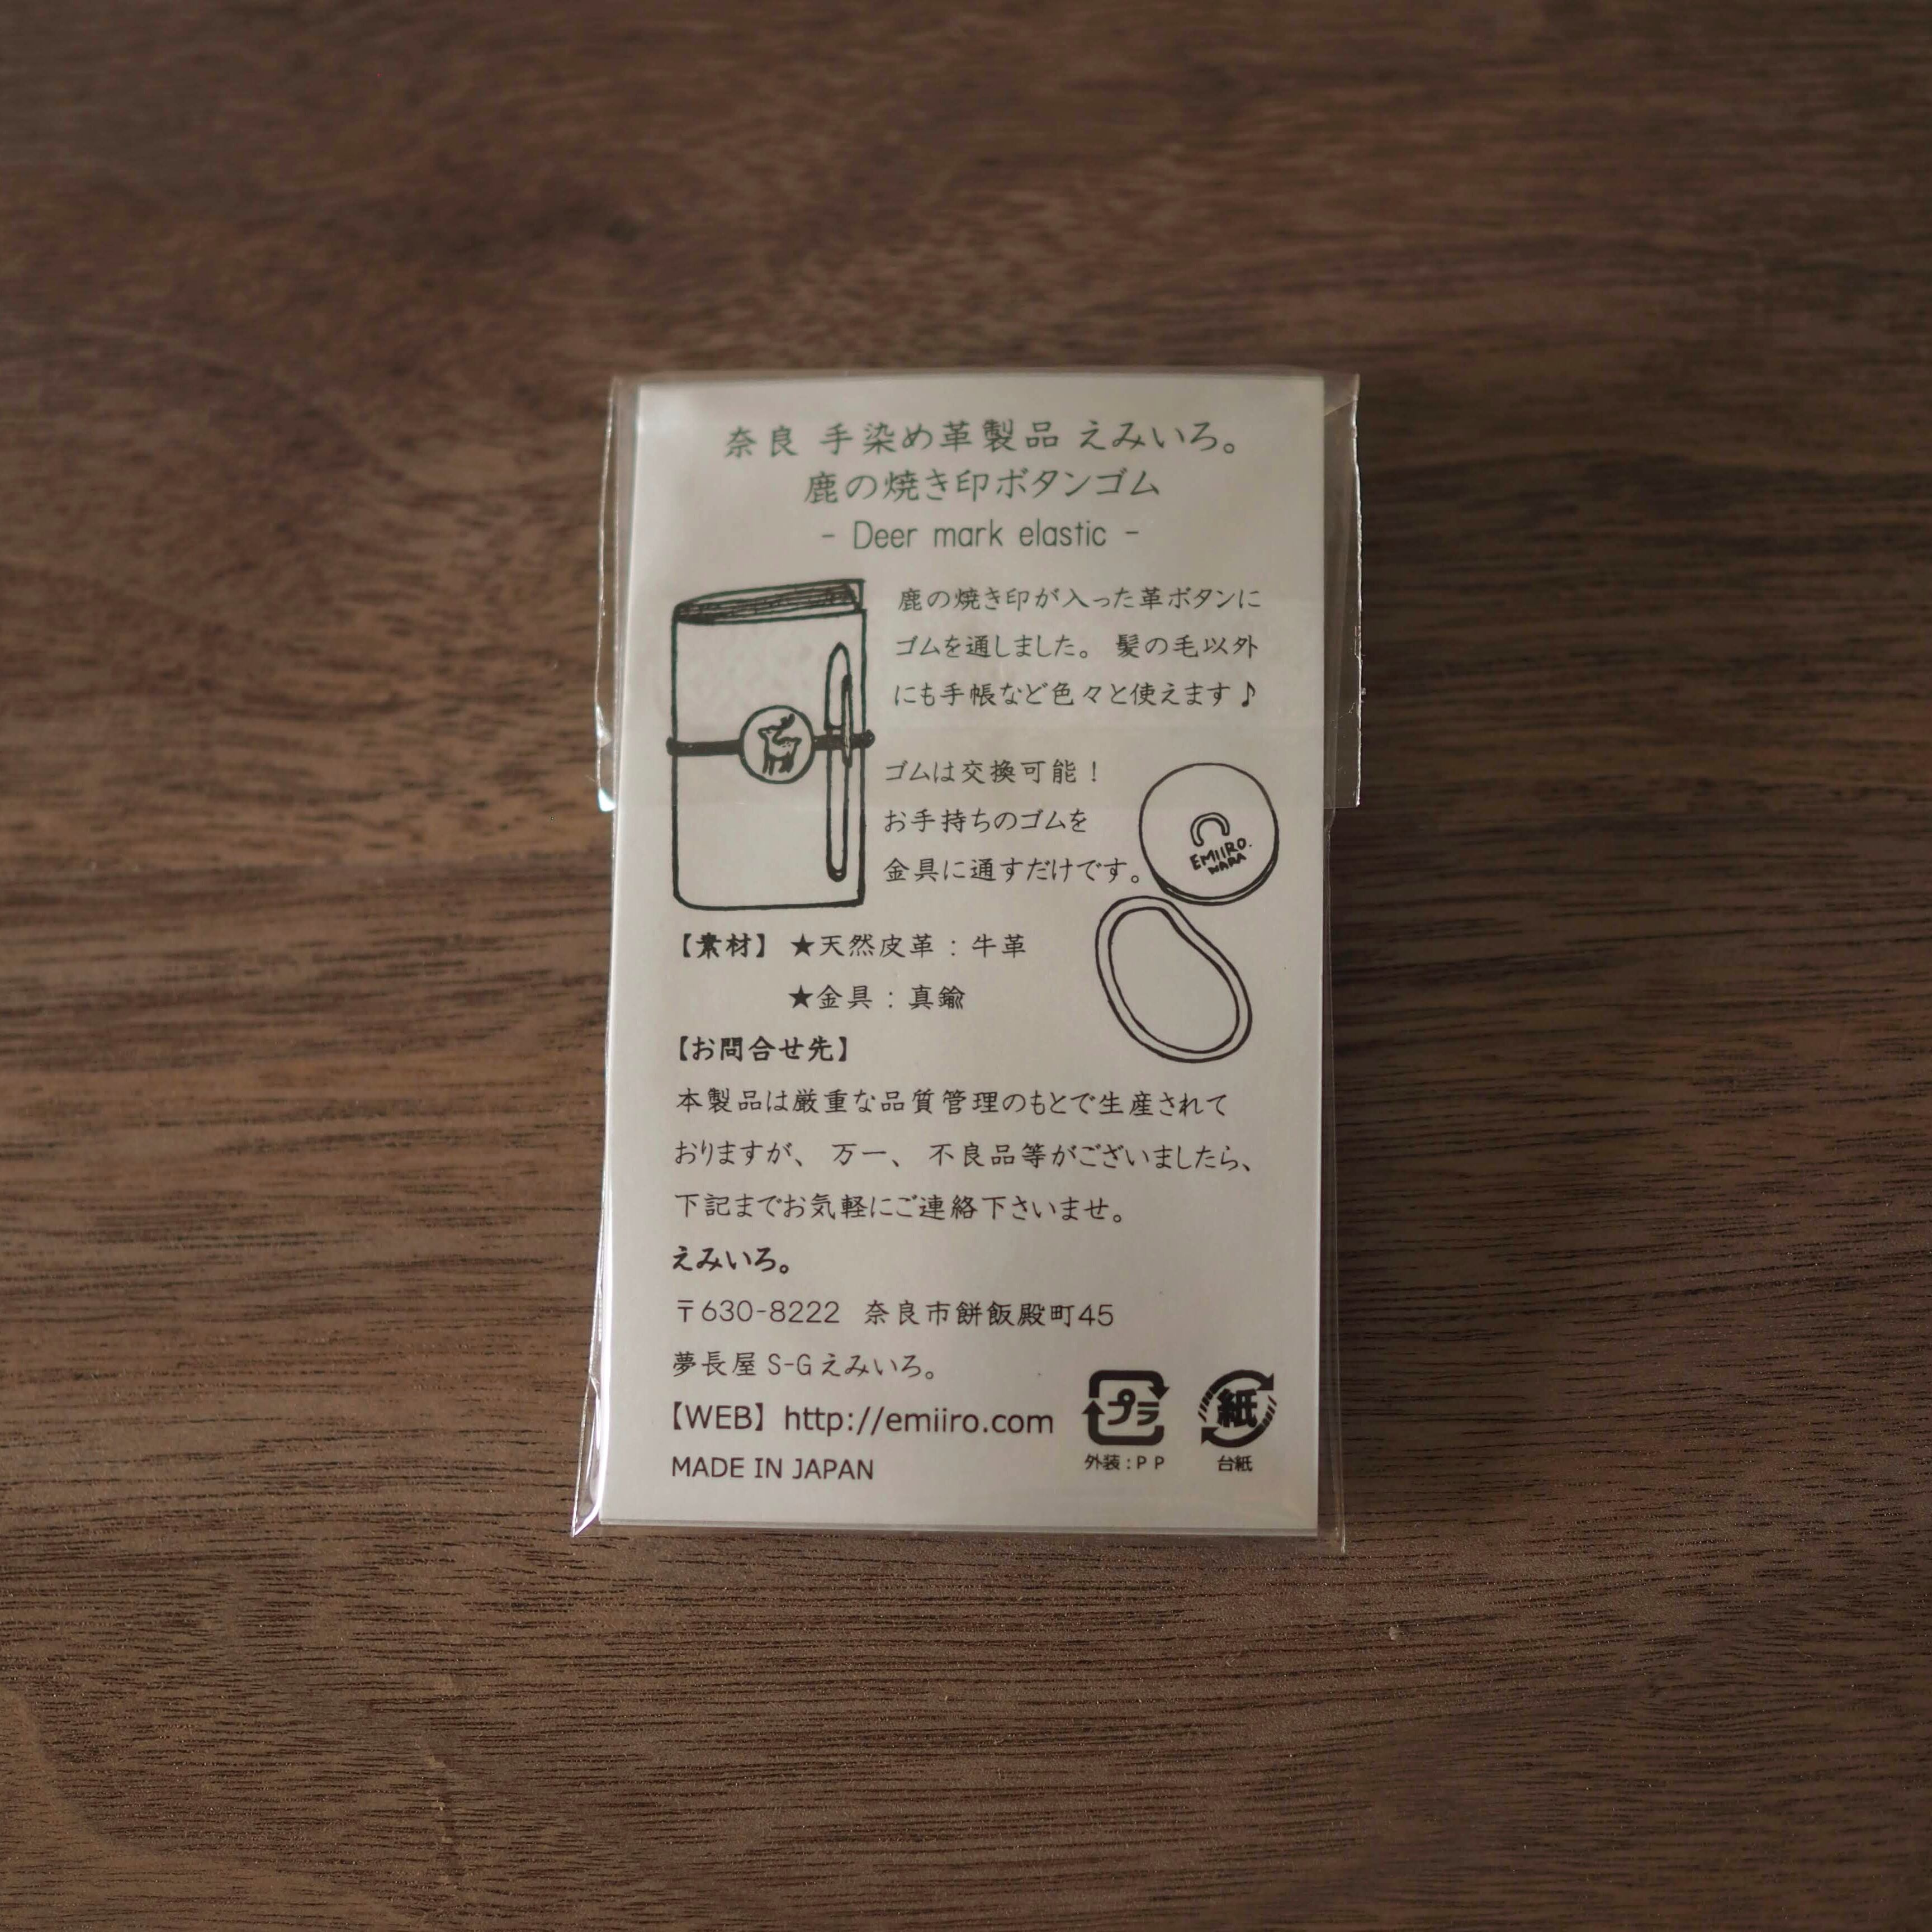 奈良 手染め革製品 えみいろ。
鹿の焼き印ボタンゴム
- Deer mark elastic -
鹿の焼き印が入った革ボタンに
ゴムを通しました。 髪の毛以外
にも手帳など色々と使えます♪
ゴムは交換可能！
お手持ちのゴムを
金具に通すだけです。
EMIIRO.
NARA
【素材】 ★天然皮革：牛革
★金具：真鍮
【お問合せ先】
本製品は厳重な品質管理のもとで生産されて
おりますが、 万一、 不良品等がございましたら、
下記までお気軽にご連絡下さいませ。
えみいろ。
〒630-8222 奈良市餅飯殿町45
夢長屋 S-G えみいろ。
【WEB】 http://emiiro.com
MADE IN JAPAN
プラ
外装：PP
紙
台紙